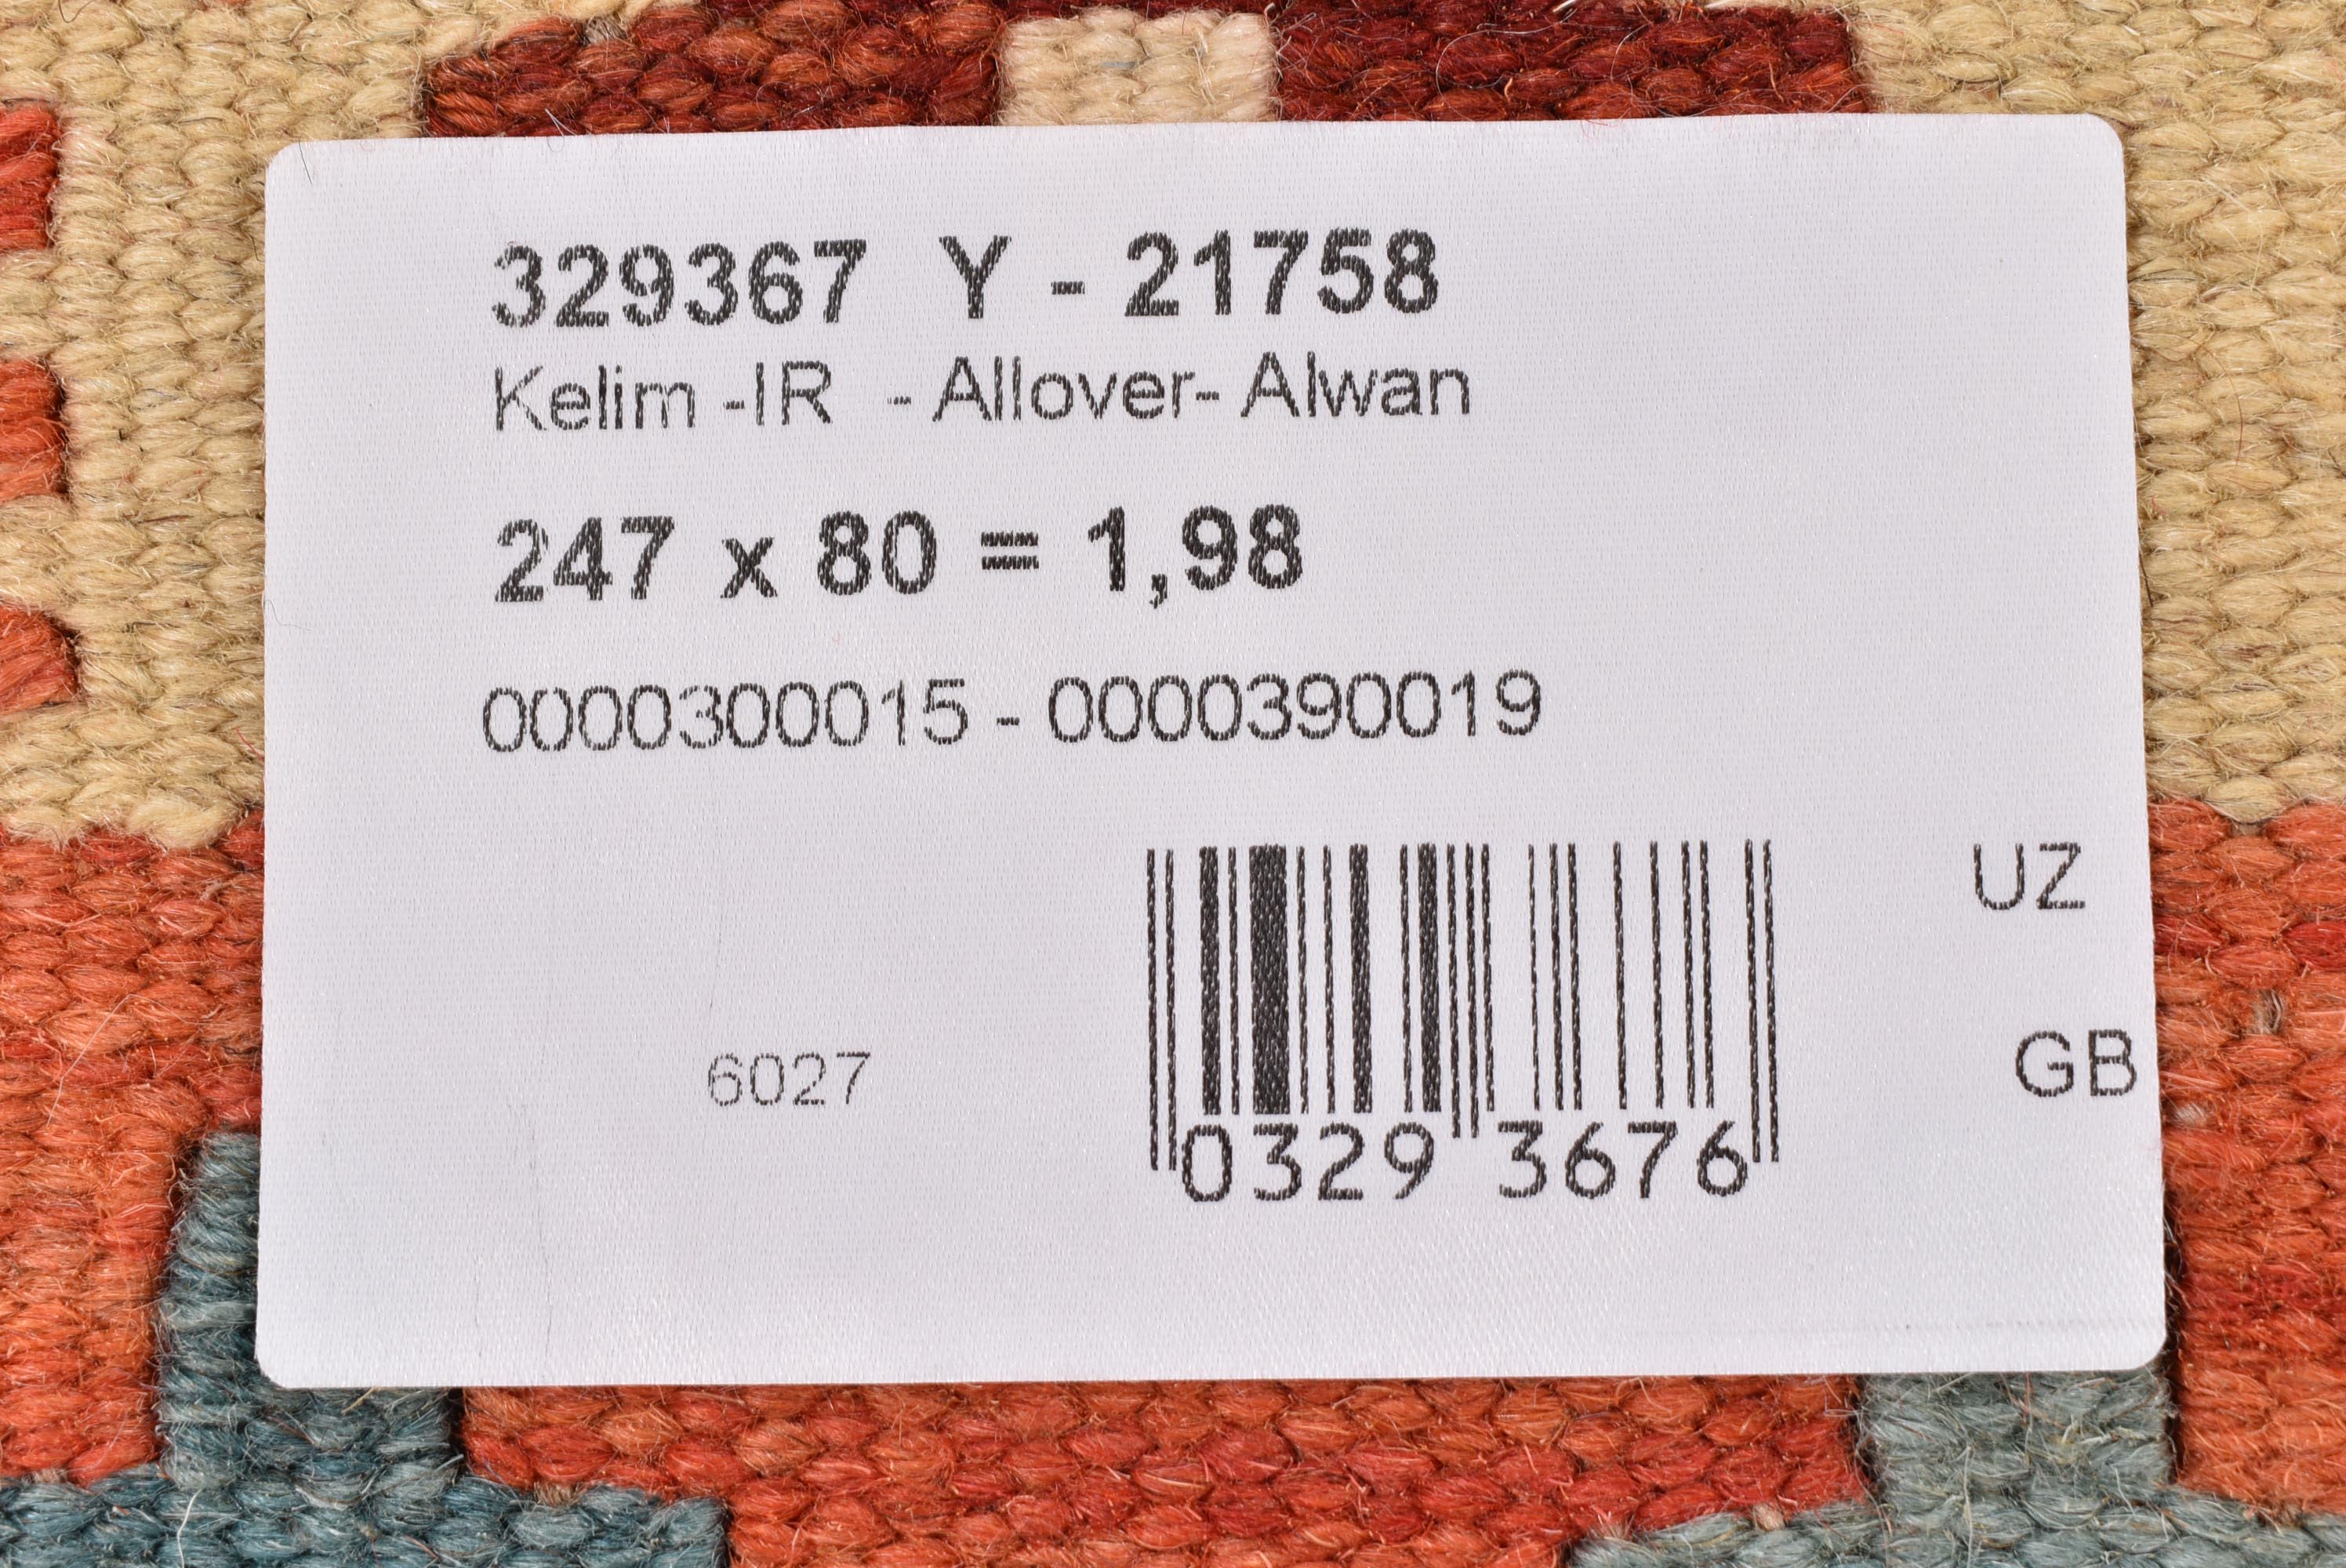 329367 Y - 21758
Kelim -IR - Allover- Alwan
247 x 80 = 1,98
0000300015 - 0000390019
UZ
6027
GB
0329 3676